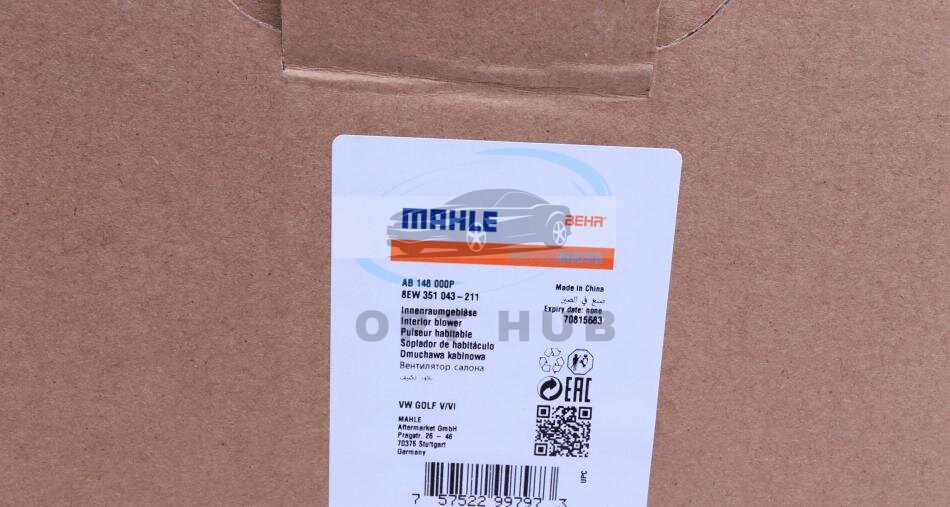 MAHLE
BEHR
AB 148 000P
8EW 351 043-211
Innenraumgebläse
Interior blower
Pulseur habitable
Soplador de habitáculo
Dmuchawa kabinowa
Вентилятор салона
Made in China
صنع في الصين
Expiry date: none
70815683
O HUB
EAC
VW GOLF V/VI
MAHLE
Aftermarket GmbH
Pragstr. 26 - 46
70376 Stuttgart
Germany
UPC
7 57522 99797 3